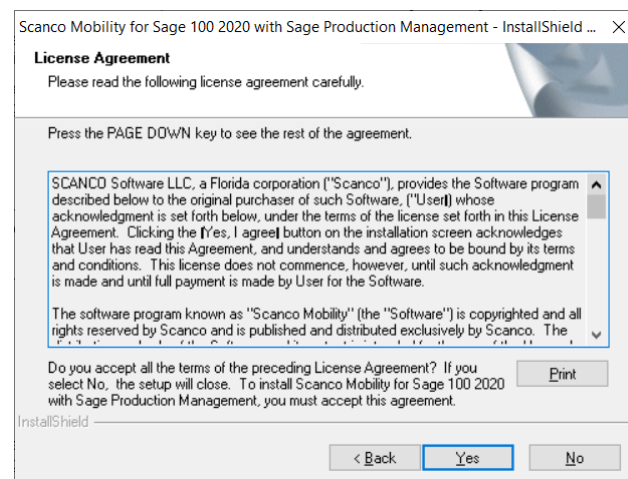 Scanco Mobility for Sage 100 2020 with Sage Production Management - InstallShield ...
License Agreement
Please read the following license agreement carefully.
Press the PAGE DOWN key to see the rest of the agreement.
SCANCO Software LLC, a Florida corporation ("Scanco"), provides the Software program
described below to the original purchaser of such Software, ("User|) whose
acknowledgment is set forth below, under the terms of the license set forth in this License
Agreement.  Clicking the |Yes, I agree| button on the installation screen acknowledges
that User has read this Agreement, and understands and agrees to be bound by its terms
and conditions.  This license does not commence, however, until such acknowledgment
is made and until full payment is made by User for the Software.
The software program known as "Scanco Mobility" (the "Software") is copyrighted and all
rights reserved by Scanco and is published and distributed exclusively by Scanco.  The
Do you accept all the terms of the preceding License Agreement?  If you
select No,  the setup will close.  To install Scanco Mobility for Sage 100 2020
with Sage Production Management, you must accept this agreement.
Print
InstallShield
< Back
Yes
No